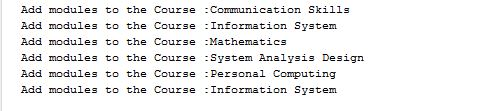 Add modules to the Course :Communication Skills
Add modules to the Course :Information System
Add modules to the Course :Mathematics
Add modules to the Course :System Analysis Design
Add modules to the Course :Personal Computing
Add modules to the Course :Information System